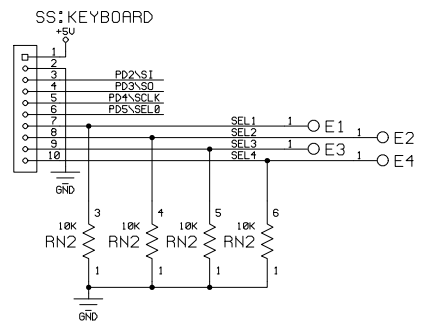 SS:KEYBOARD
+5V
1
2
3 PD2\SI
4 PD3\SO
5 PD4\SCLK
6 PD5\SEL0
7 SEL1 1 E1
8 SEL2 1 E2
9 SEL3 1 E3
10 SEL4 1 E4
GND
3 4 5 6
10K 10K 10K 10K
RN2 RN2 RN2 RN2
1 1 1 1
GND